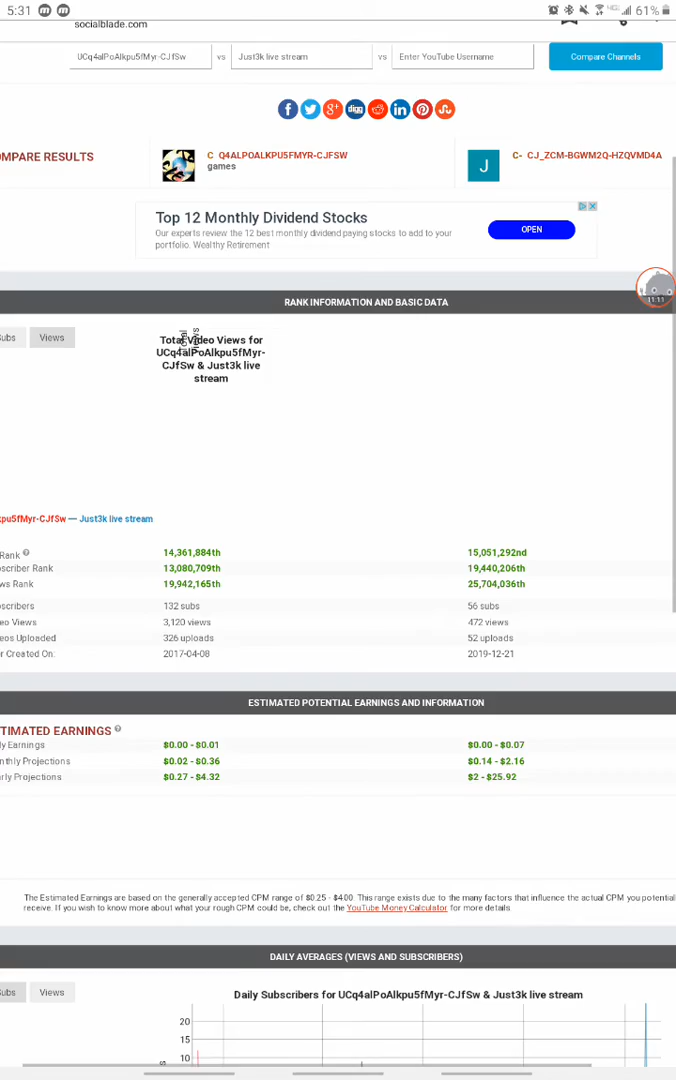 5:31
61%
socialblade.com
UCq4alPoAlkpu5fMyr-CJfSw vs Just3k live stream vs Enter YouTube Username Compare Channels
digg
OMPARE RESULTS
C Q4ALPOALKPU5FMYR-CJFSW
games
J
C- CJ_ZCM-BGWM2Q-HZQVMD4A
Top 12 Monthly Dividend Stocks
Our experts review the 12 best monthly dividend paying stocks to add to your
portfolio. Wealthy Retirement
OPEN
11:11
RANK INFORMATION AND BASIC DATA
ubs Views
Total Video Views for
UCq4alPoAlkpu5fMyr-
CJfSw & Just3k live
stream
kpu5fMyr-CJfSw — Just3k live stream
Rank 14,361,884th 15,051,292nd
scriber Rank 13,080,709th 19,440,206th
ws Rank 19,942,165th 25,704,036th
scribers 132 subs 56 subs
eo Views 3,120 views 472 views
eos Uploaded 326 uploads 52 uploads
r Created On: 2017-04-08 2019-12-21
ESTIMATED POTENTIAL EARNINGS AND INFORMATION
TIMATED EARNINGS
ly Earnings $0.00 - $0.01 $0.00 - $0.07
nthly Projections $0.02 - $0.36 $0.14 - $2.16
arly Projections $0.27 - $4.32 $2 - $25.92
The Estimated Earnings are based on the generally accepted CPM range of $0.25 - $4.00. This range exists due to the many factors that influence the actual CPM you potential
receive. If you wish to know more about what your rough CPM could be, check out the YouTube Money Calculator for more details.
DAILY AVERAGES (VIEWS AND SUBSCRIBERS)
ubs Views
Daily Subscribers for UCq4alPoAlkpu5fMyr-CJfSw & Just3k live stream
20
15
10